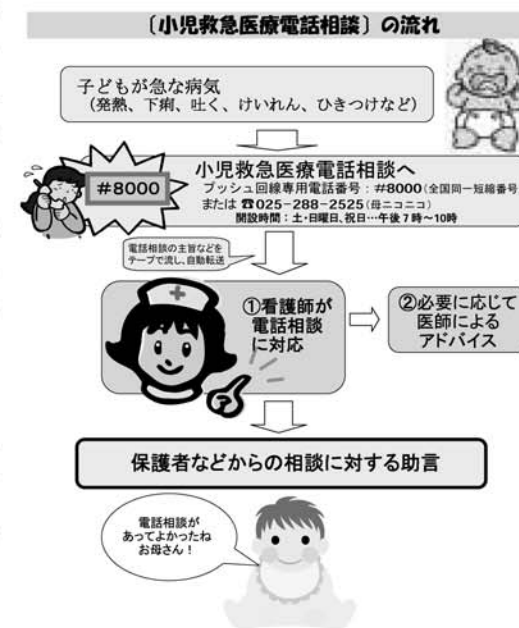 〔小児救急医療電話相談〕の流れ
子どもが急な病気
（発熱、下痢、吐く、けいれん、ひきつけなど）
#8000
小児救急医療電話相談へ
プッシュ回線専用電話番号：#8000（全国同一短縮番号
または ☎025−288−2525（母ニコニコ）
開設時間：土・日曜日、祝日…午後7時〜10時
電話相談の主旨などを
テープで流し、自動転送
①看護師が
電話相談
に対応
②必要に応じて
医師による
アドバイス
保護者などからの相談に対する助言
電話相談が
あってよかったね
お母さん！